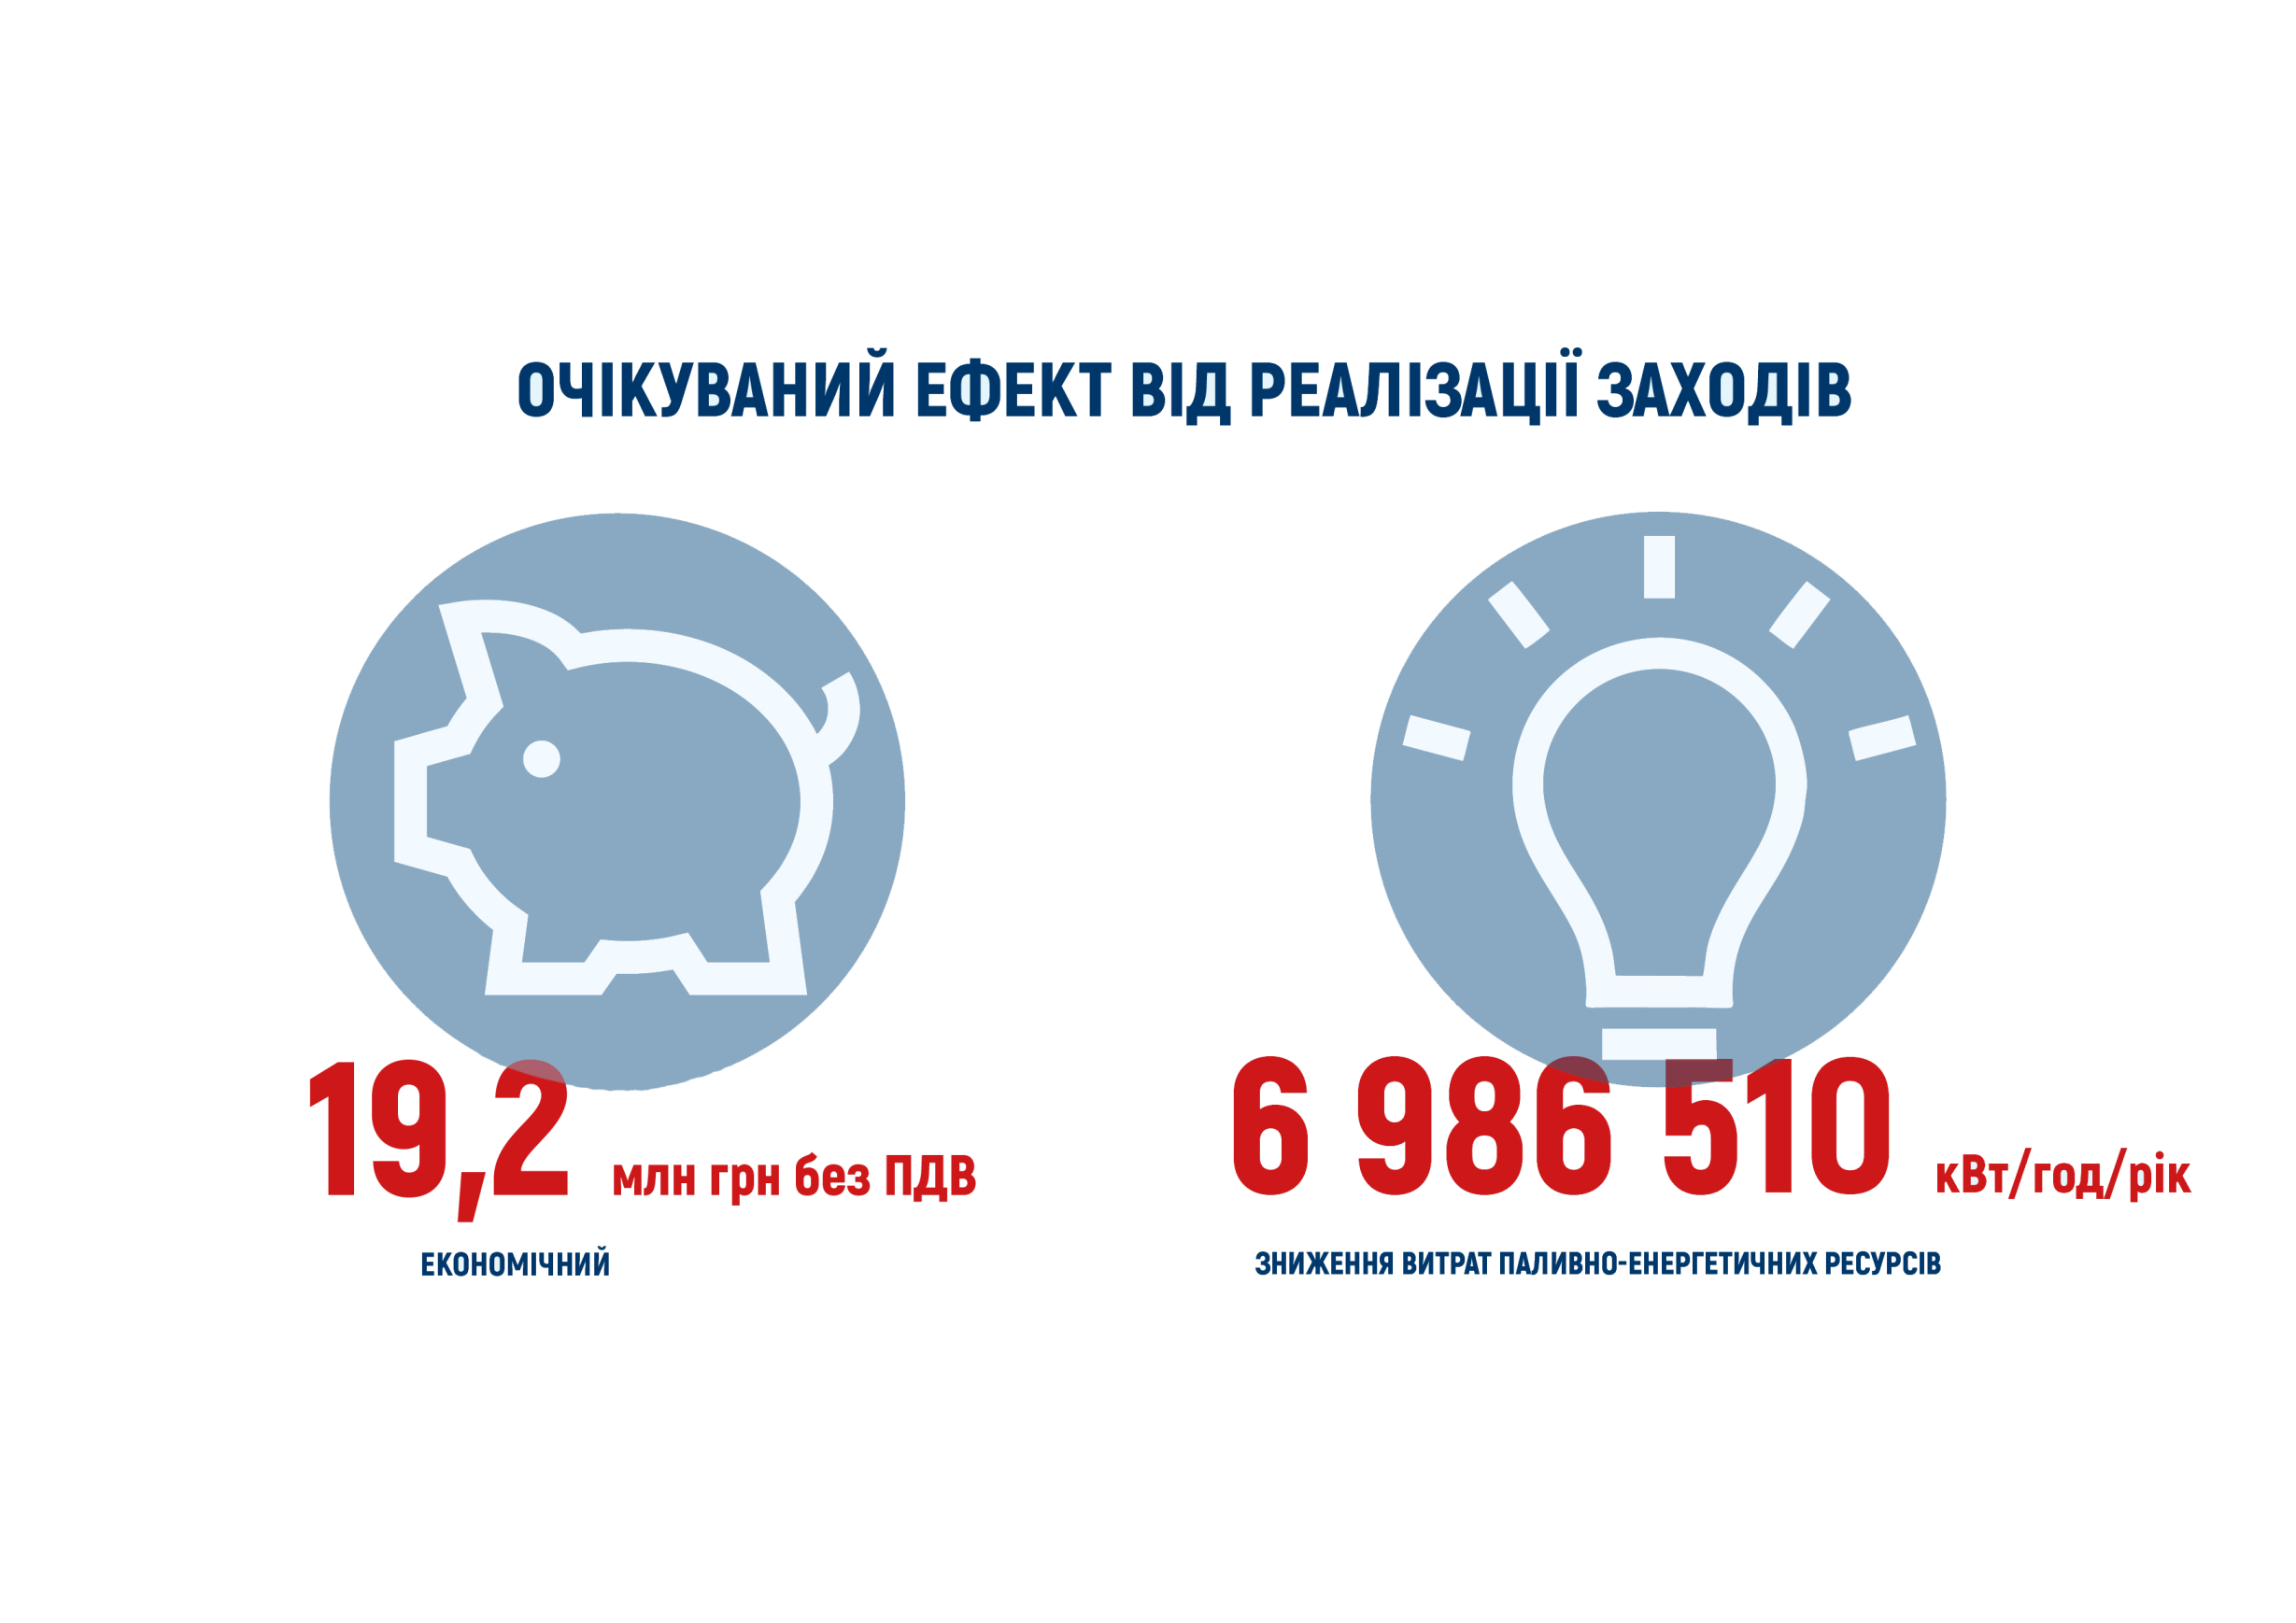 ОЧІКУВАНИЙ ЕФЕКТ ВІД РЕАЛІЗАЦІЇ ЗАХОДІВ
19,2 млн грн без ПДВ
ЕКОНОМІЧНИЙ
6 986 510 кВт/год/рік
ЗНИЖЕННЯ ВИТРАТ ПАЛИВНО-ЕНЕРГЕТИЧНИХ РЕСУРСІВ